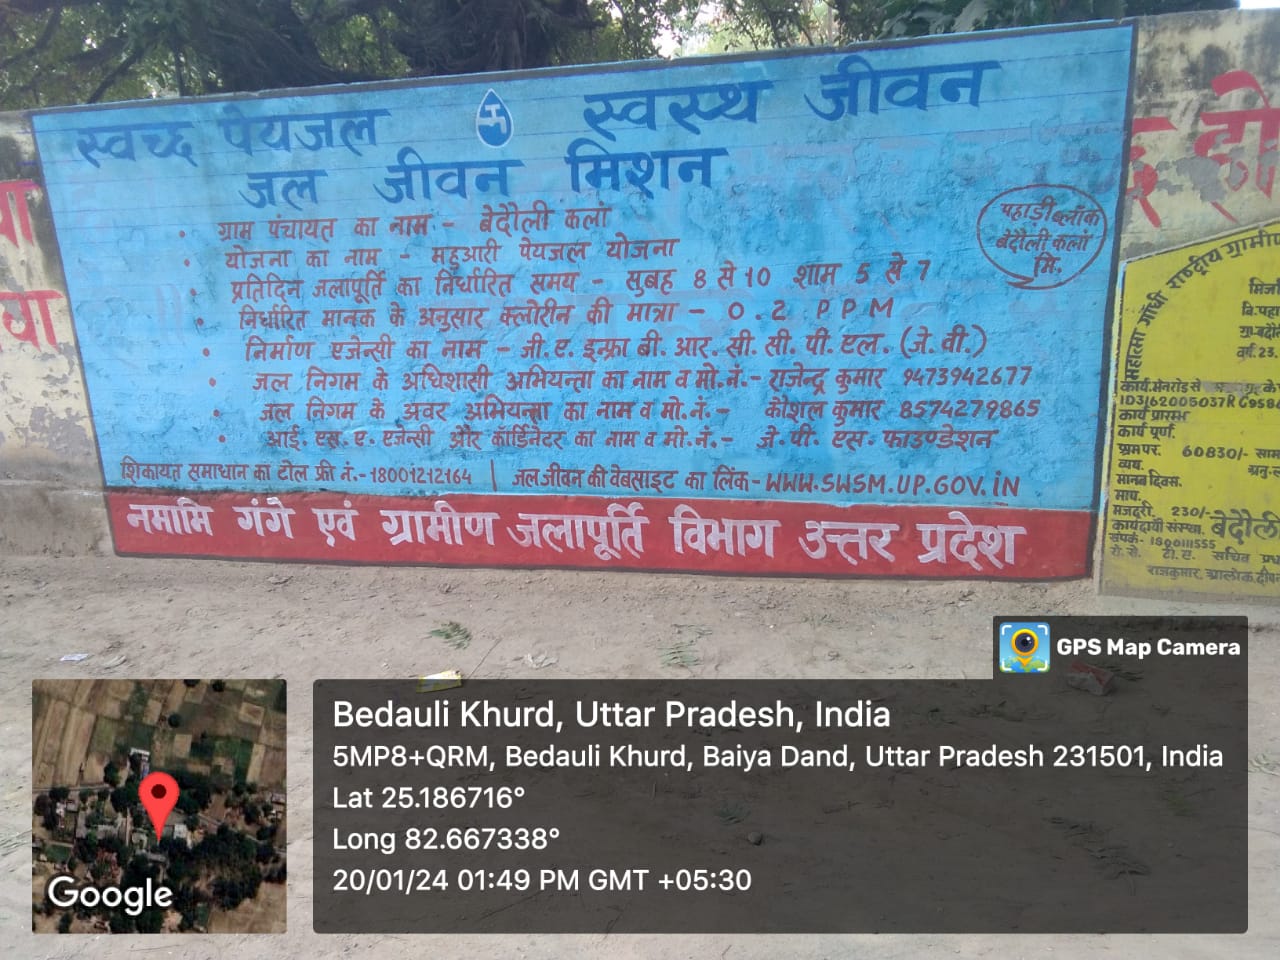 स्वच्छ पेयजल स्वस्थ जीवन
जल जीवन मिशन
पहाडी ब्लॉक
बेदौली कलां
मि.
• ग्राम पंचायत का नाम - बेदौली कलां
• योजना का नाम - महुआरी पेयजल योजना
• प्रतिदिन जलापूर्ति का निर्धारित समय - सुबह 8 से 10 शाम 5 से 7
• निर्धारित मानक के अनुसार क्लोरीन की मात्रा - 0.2 PPM
• निर्माण एजेन्सी का नाम - जी. ए. इन्फ्रा बी. आर. सी. सी. पी. एल. (जे. वी.)
• जल निगम के अधिशासी अभियन्ता का नाम व मो.नं.- राजेन्द्र कुमार 9473942677
• जल निगम के अवर अभियन्ता का नाम व मो.नं.- कौशल कुमार 8574279865
• आई. एस. ए. एजेन्सी और कॉर्डिनेटर का नाम व मो.नं.- जे. पी. एस. फाउण्डेशन
शिकायत समाधान का टोल फ्री नं.-18001212164 | जल जीवन की वेबसाइट का लिंक- WWW.SWSM.UP.GOV.IN
नमामि गंगे एवं ग्रामीण जलापूर्ति विभाग उत्तर प्रदेश
महात्मा गांधी राष्ट्रीय ग्रामीण
कार्य प्रारम्भ
कार्य पूर्ण.
60830/-
व्यय.
मानव दिवस.
माप.
मजदूरी. 230/-
कार्यदायी संस्था. बेदौली
GPS Map Camera
Bedauli Khurd, Uttar Pradesh, India
5MP8+QRM, Bedauli Khurd, Baiya Dand, Uttar Pradesh 231501, India
Lat 25.186716°
Long 82.667338°
20/01/24 01:49 PM GMT +05:30
Google